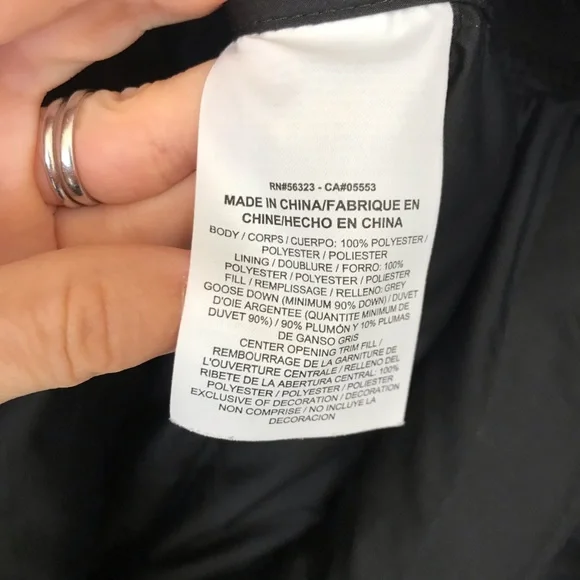 RN#56323 - CA#05553
MADE IN CHINA/FABRIQUE EN
CHINE/HECHO EN CHINA
BODY / CORPS / CUERPO: 100% POLYESTER /
POLYESTER / POLIESTER
LINING / DOUBLURE / FORRO: 100%
POLYESTER / POLYESTER / POLIESTER
FILL / REMPLISSAGE / RELLENO: GREY
GOOSE DOWN (MINIMUM 90% DOWN) / DUVET
D'OIE ARGENTEE (QUANTITE MINIMUM DE
DUVET 90%) / 90% PLUMÓN Y 10% PLUMAS
DE GANSO GRIS
CENTER OPENING TRIM FILL /
REMBOURRAGE DE LA GARNITURE DE
L'OUVERTURE CENTRALE / RELLENO DEL
RIBETE DE LA ABERTURA CENTRAL: 100%
POLYESTER / POLYESTER / POLIESTER
EXCLUSIVE OF DECORATION / DECORATION
NON COMPRISE / NO INCLUYE LA
DECORACION